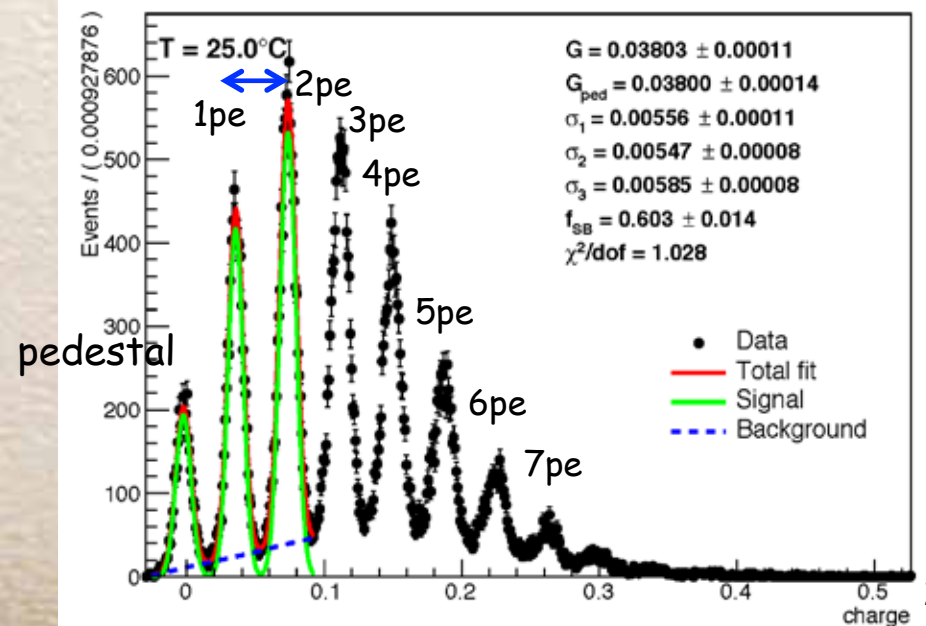 T = 25.0°C
G = 0.03803 ± 0.00011
G_ped = 0.03800 ± 0.00014
σ₁ = 0.00556 ± 0.00011
σ₂ = 0.00547 ± 0.00008
σ₃ = 0.00585 ± 0.00008
f_SB = 0.603 ± 0.014
χ²/dof = 1.028
Events / ( 0.000927876 )
600
500
400
300
200
100
0
pedestal
1pe
2pe
3pe
4pe
5pe
6pe
7pe
Data
Total fit
Signal
Background
0
0.1
0.2
0.3
0.4
0.5
charge